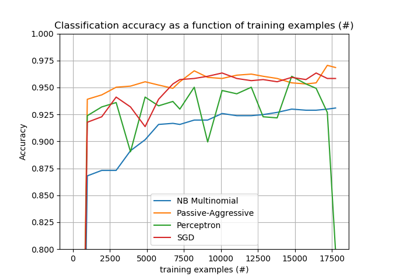 Classification accuracy as a function of training examples (#)
1.000
0.975
0.950
0.925
0.900
0.875
0.850
0.825
0.800
Accuracy
NB Multinomial
Passive-Aggressive
Perceptron
SGD
0 2500 5000 7500 10000 12500 15000 17500
training examples (#)